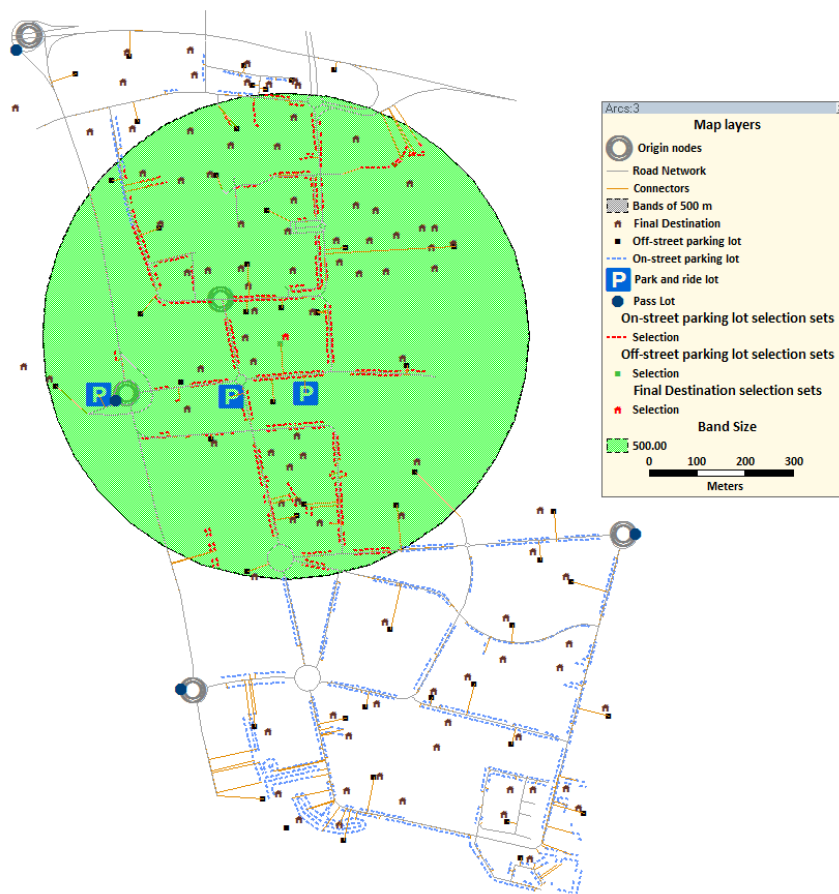 Arcs:3
Map layers
Origin nodes
Road Network
Connectors
Bands of 500 m
Final Destination
Off-street parking lot
On-street parking lot
P Park and ride lot
Pass Lot
On-street parking lot selection sets
Selection
Off-street parking lot selection sets
Selection
Final Destination selection sets
Selection
Band Size
500.00
0 100 200 300
Meters
P P P